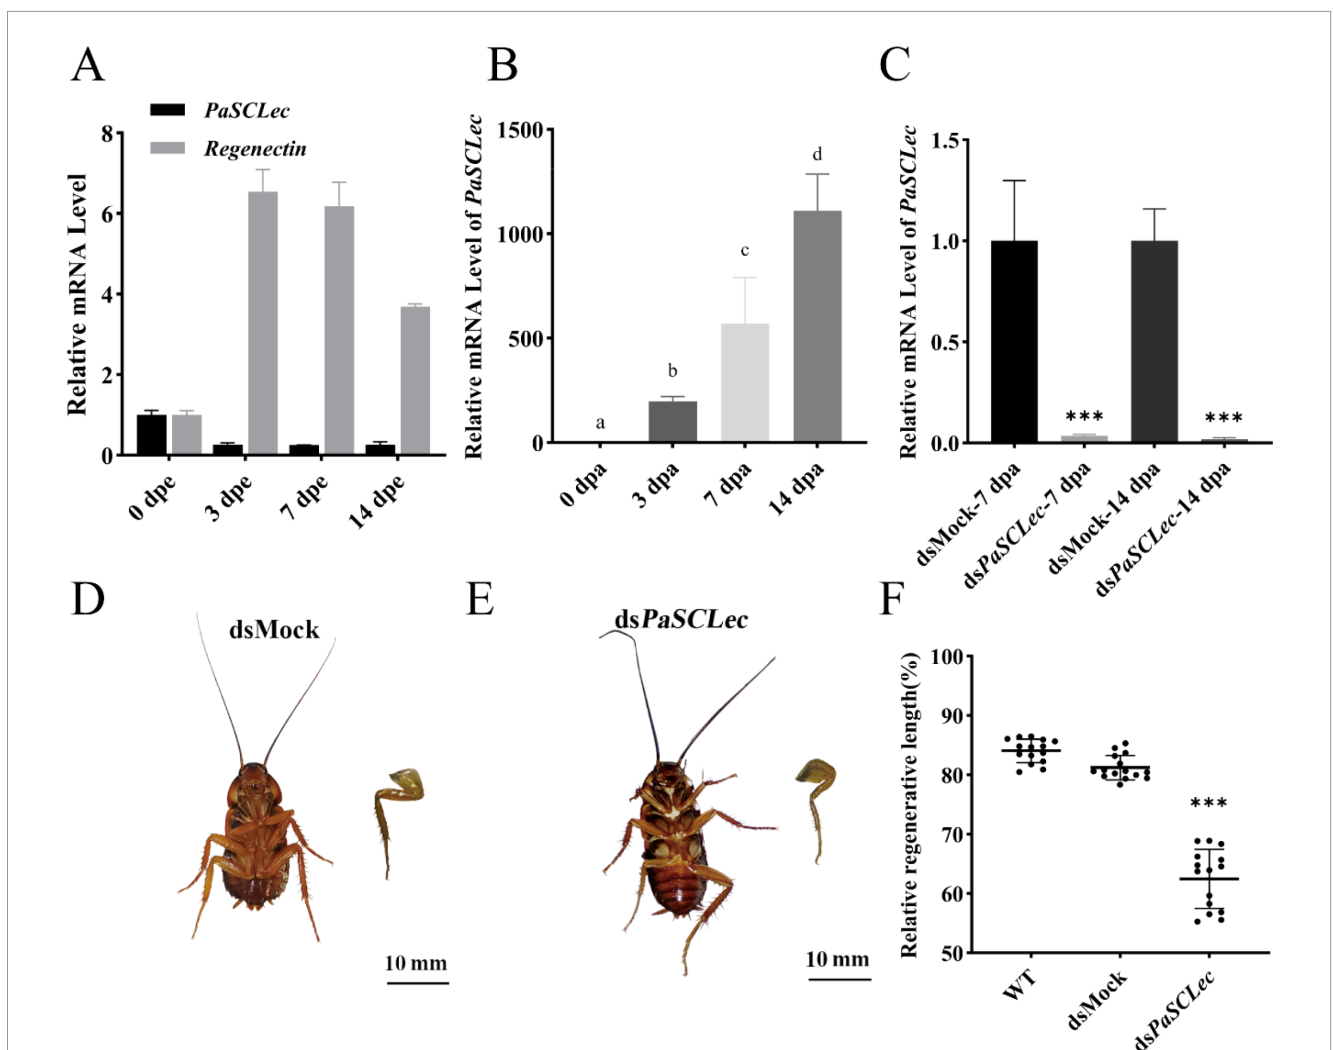 A
PaSCLec
Regenectin
Relative mRNA Level
8
6
4
2
0
0 dpe
3 dpe
7 dpe
14 dpe
B
Relative mRNA Level of PaSCLec
1500
1000
500
0
a
b
c
d
0 dpa
3 dpa
7 dpa
14 dpa
C
Relative mRNA Level of PaSCLec
1.5
1.0
0.5
0.0
***
***
dsMock-7 dpa
dsPaSCLec-7 dpa
dsMock-14 dpa
dsPaSCLec-14 dpa
D
dsMock
10 mm
E
dsPaSCLec
10 mm
F
Relative regenerative length(%)
100
90
80
70
60
50
***
WT
dsMock
dsPaSCLec